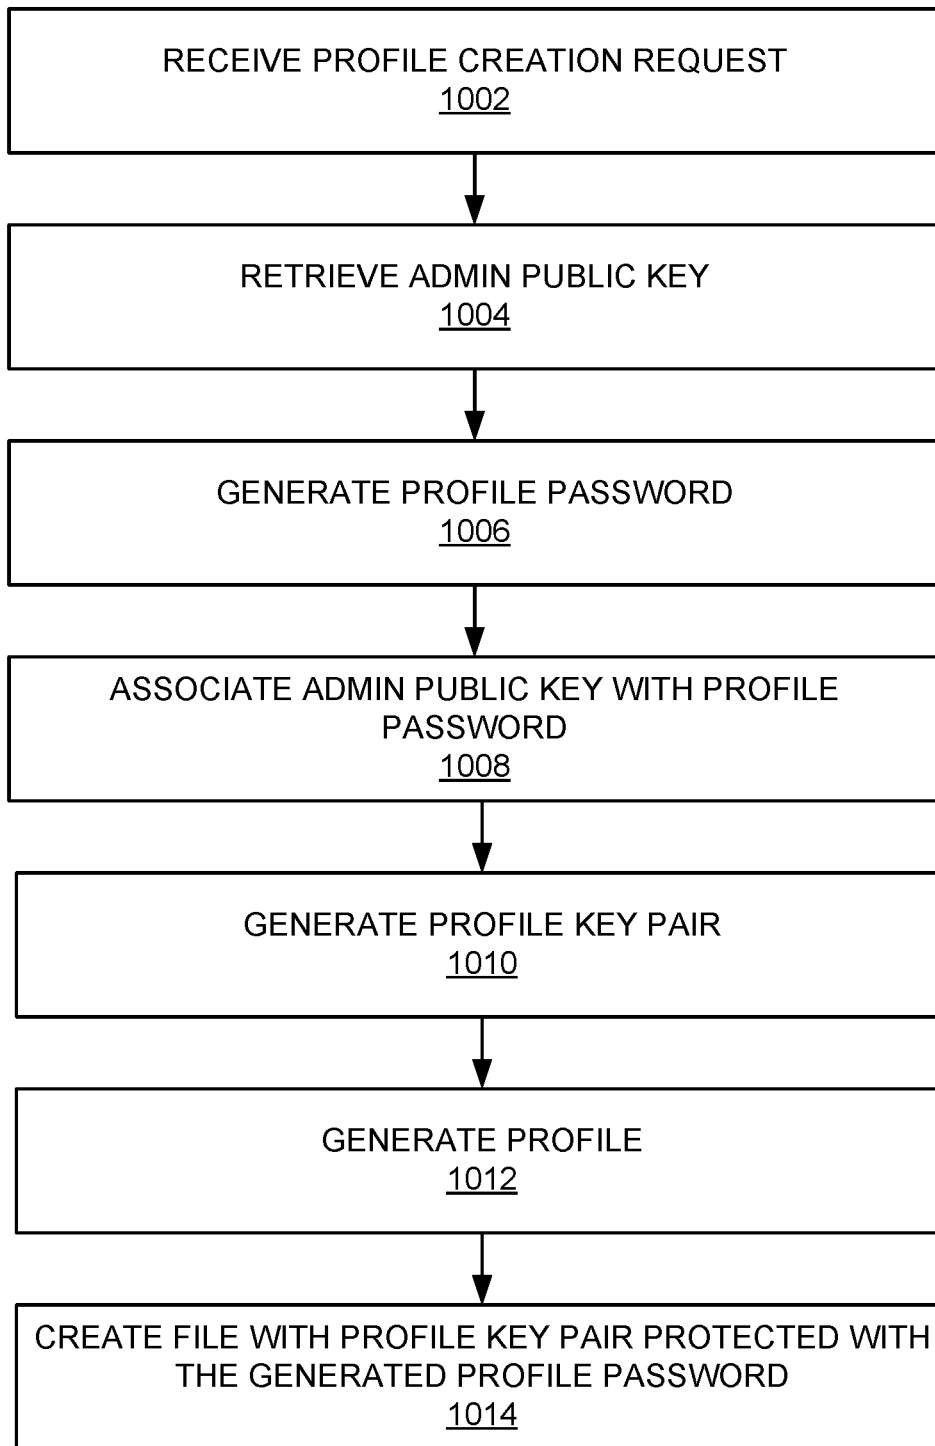 RECEIVE PROFILE CREATION REQUEST
1002
RETRIEVE ADMIN PUBLIC KEY
1004
GENERATE PROFILE PASSWORD
1006
ASSOCIATE ADMIN PUBLIC KEY WITH PROFILE
PASSWORD
1008
GENERATE PROFILE KEY PAIR
1010
GENERATE PROFILE
1012
CREATE FILE WITH PROFILE KEY PAIR PROTECTED WITH
THE GENERATED PROFILE PASSWORD
1014